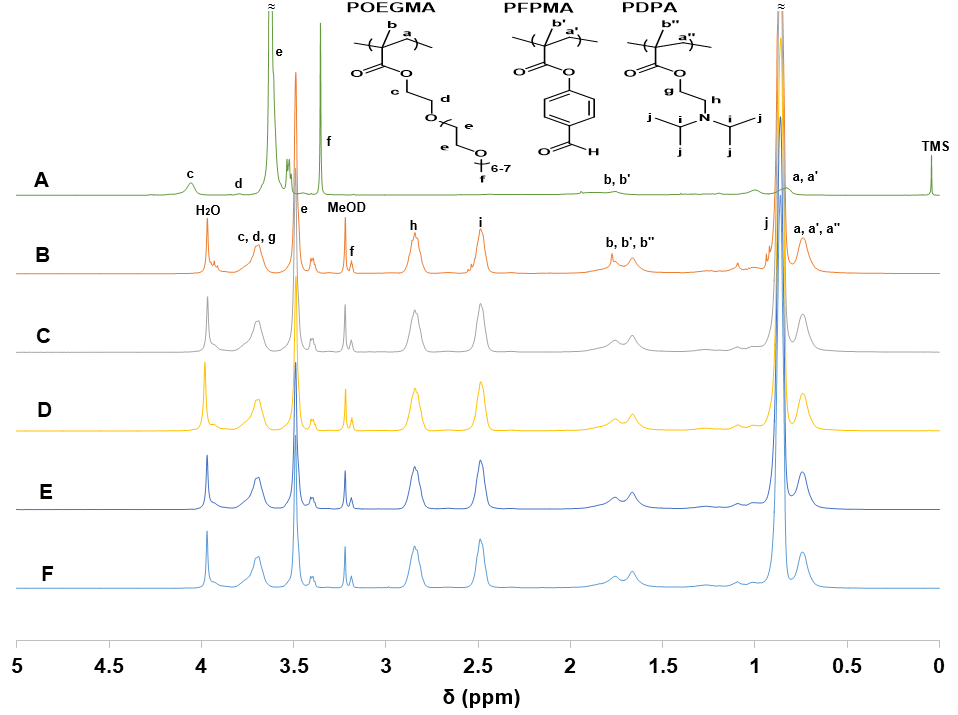 ≈ ≈
POEGMA PFPMA PDPA
b b' b"
a a' a"
e
O O O O O O
c d g h
f O e N
j i i j
e O 6-7 O H j j
f
TMS
A c d b, b' a, a'
H₂O e MeOD
B c, d, g f h i b, b', b" j a, a', a"
C
D
E
F
5 4.5 4 3.5 3 2.5 2 1.5 1 0.5 0
δ (ppm)